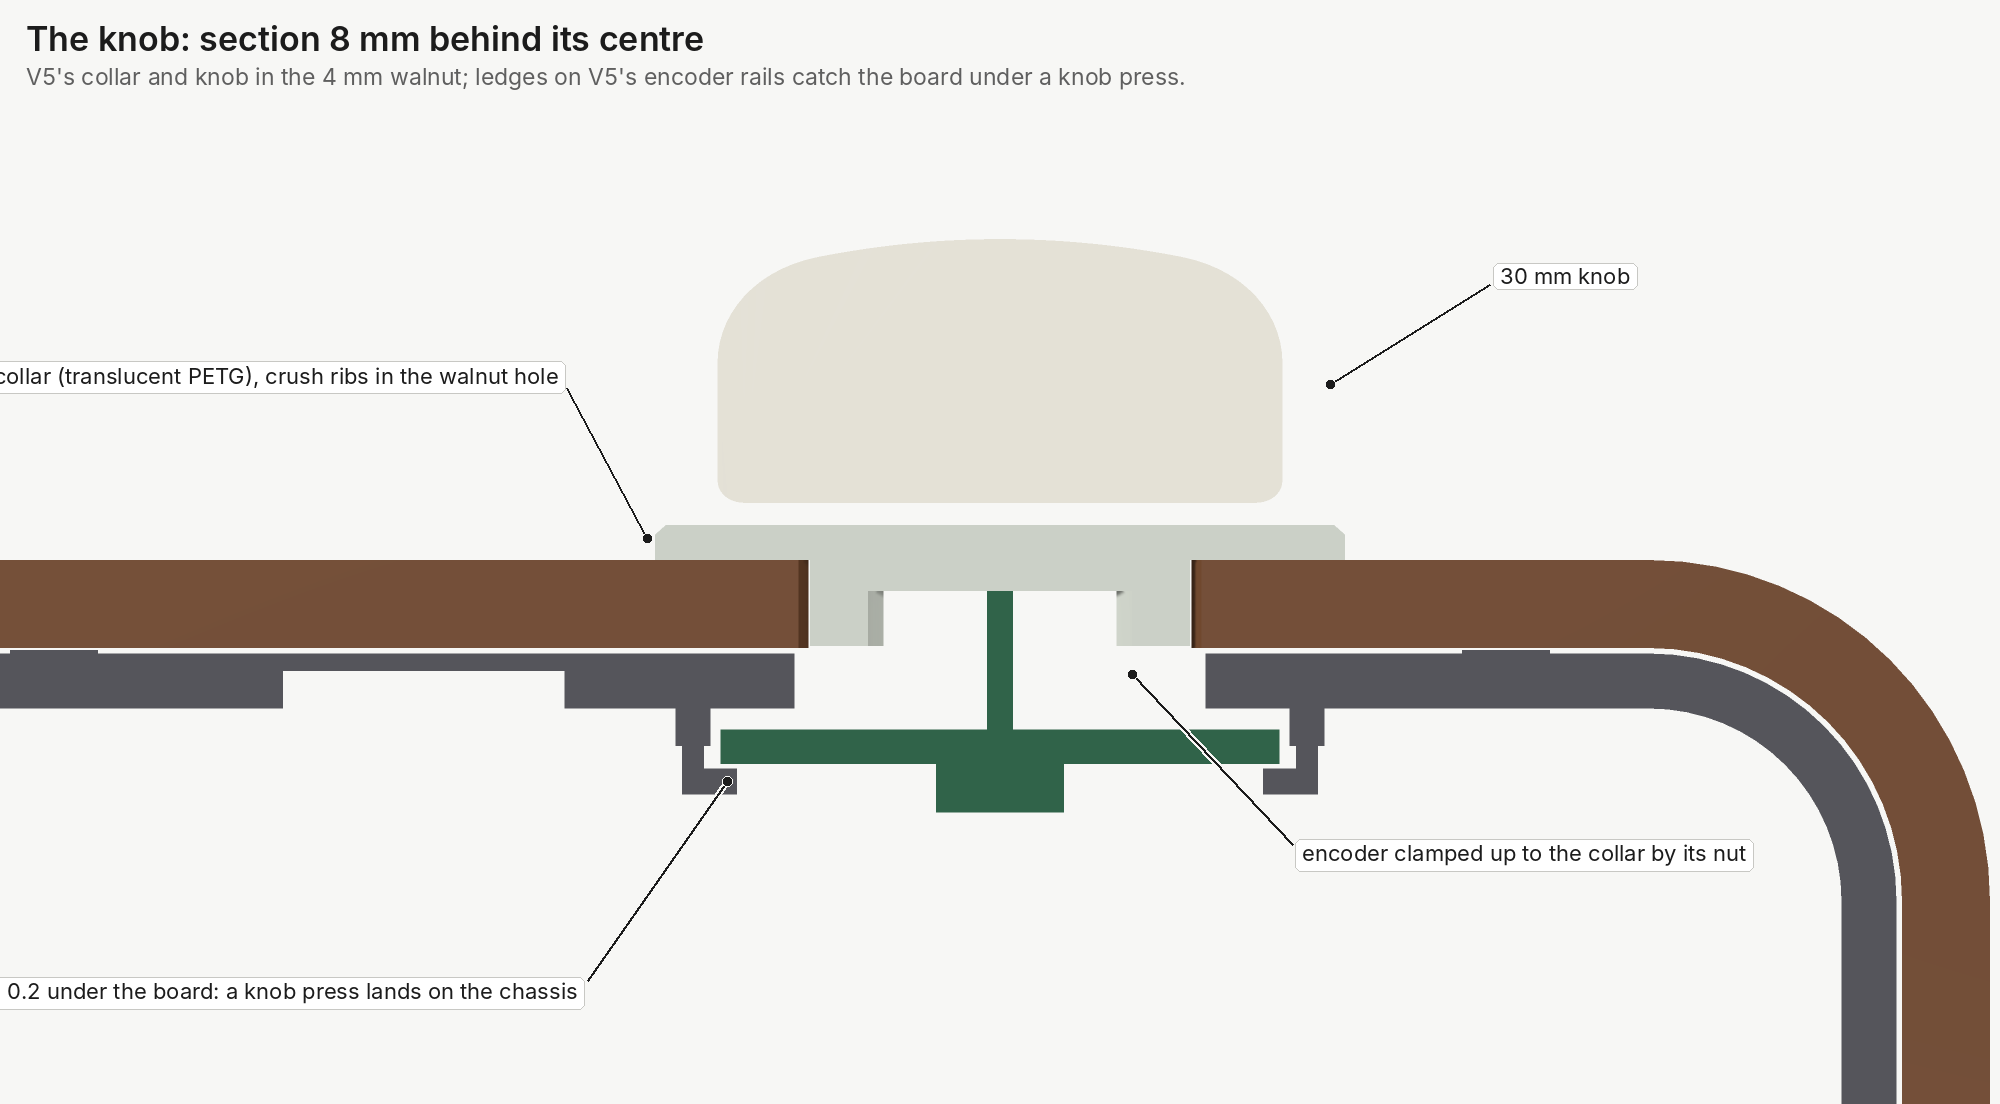 The knob: section 8 mm behind its centre
V5's collar and knob in the 4 mm walnut; ledges on V5's encoder rails catch the board under a knob press.
30 mm knob
collar (translucent PETG), crush ribs in the walnut hole
encoder clamped up to the collar by its nut
0.2 under the board: a knob press lands on the chassis